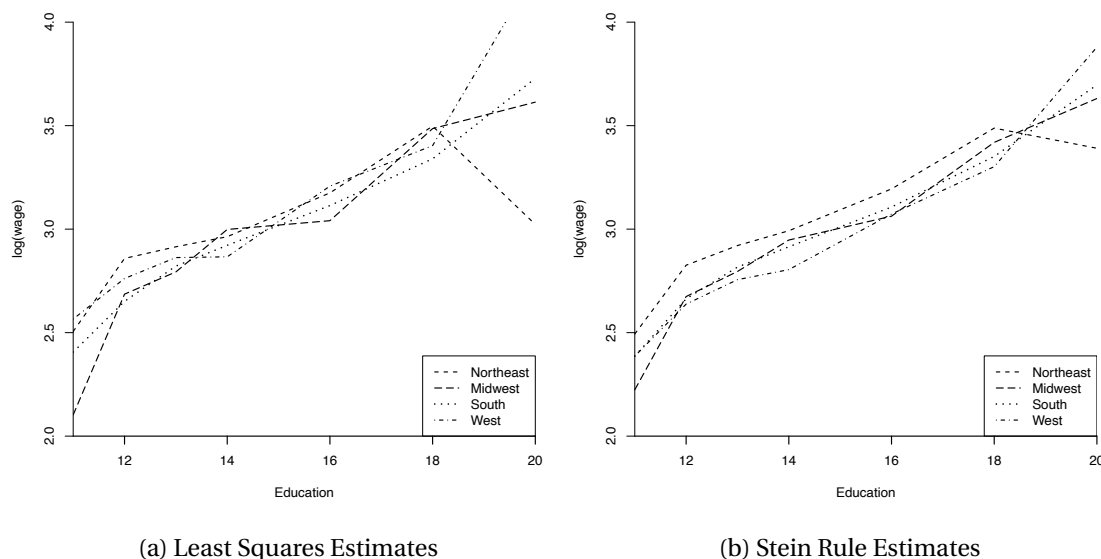 4.0
3.5
3.0
2.5
2.0
log(wage)
12 14 16 18 20
Education
Northeast
Midwest
South
West
(a) Least Squares Estimates
4.0
3.5
3.0
2.5
2.0
log(wage)
12 14 16 18 20
Education
Northeast
Midwest
South
West
(b) Stein Rule Estimates